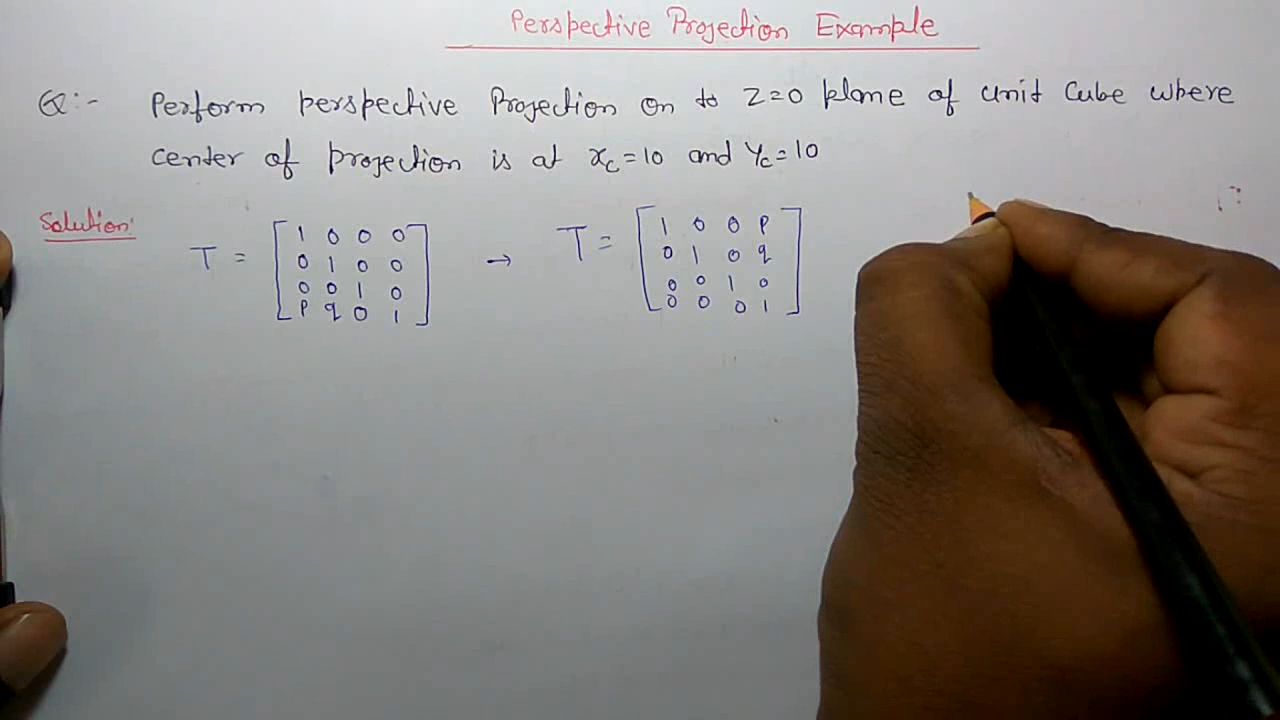 Perspective Projection Example
Q:- Perform perspective Projection on to Z=0 plane of unit Cube where
center of projection is at xc=10 and yc=10
Solution:
T = [ 1 0 0 0 → T = [ 1 0 0 p
0 1 0 0 0 1 0 q
0 0 1 0 0 0 1 0
p q 0 1 ] 0 0 0 1 ]